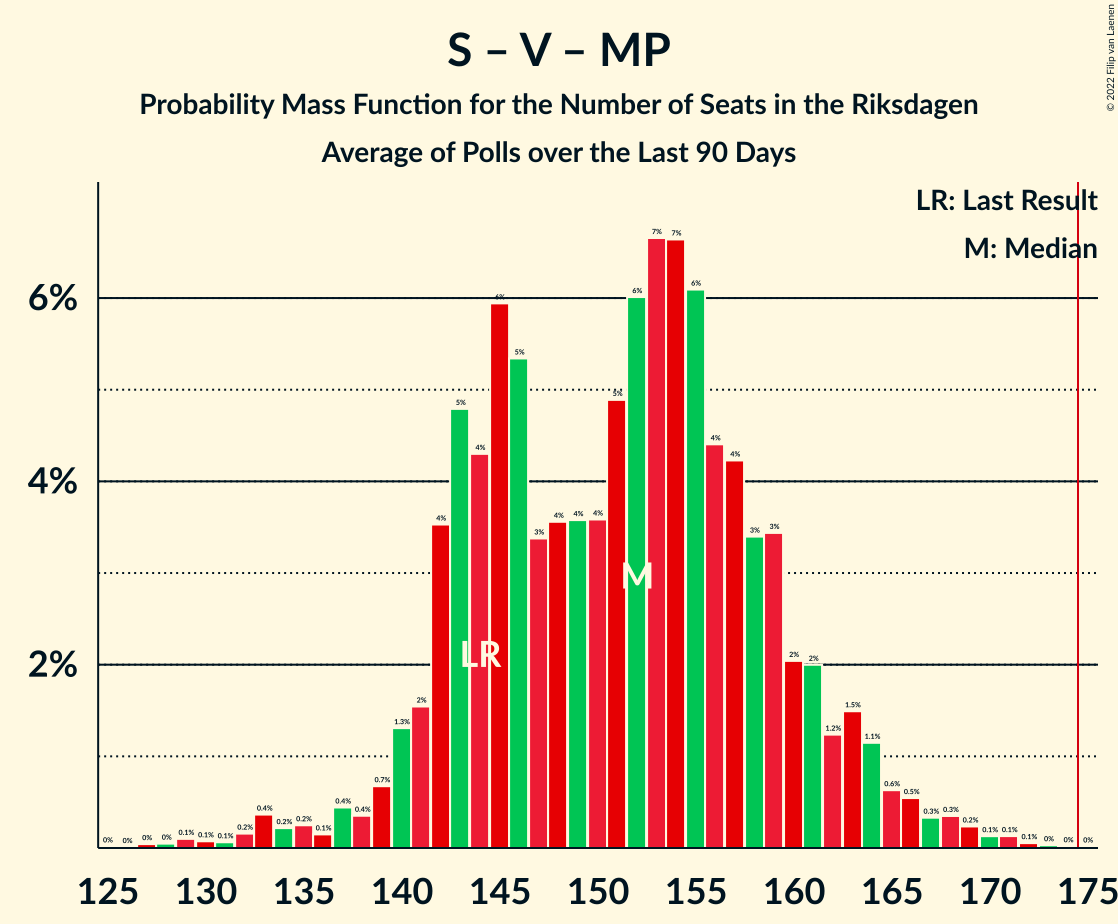 S – V – MP
Probability Mass Function for the Number of Seats in the Riksdagen
Average of Polls over the Last 90 Days
© 2022 Filip van Laenen
LR: Last Result
M: Median
6%
4%
2%
0% 0% 0% 0% 0.1% 0.1% 0.1% 0.2% 0.4% 0.2% 0.2% 0.1% 0.4% 0.4% 0.7% 1.3% 2% 4% 5% 4% 6% 5% 3% 4% 4% 4% 5% 6% 7% 7% 6% 4% 4% 3% 3% 2% 2% 1.2% 1.5% 1.1% 0.6% 0.5% 0.3% 0.3% 0.2% 0.1% 0.1% 0.1% 0% 0% 0%
M
LR
125 130 135 140 145 150 155 160 165 170 175